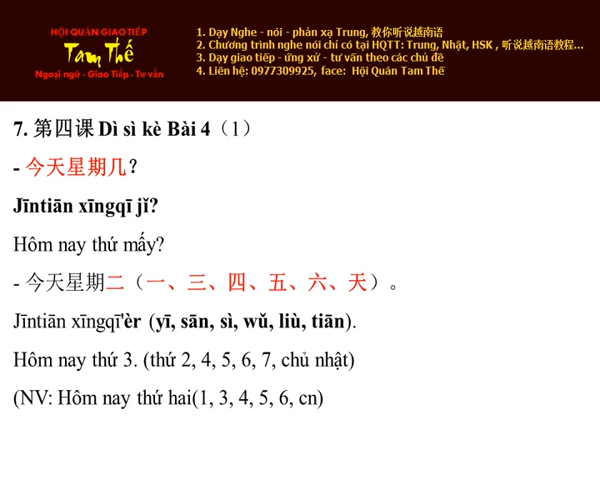 HỘI QUÁN GIAO TIẾP
Tam Thế
Ngoại ngữ - Giao Tiếp - Tư vấn
1. Dạy Nghe - nói - phản xạ Trung, 教你听说越南语
2. Chương trình nghe nói chỉ có tại HQTT: Trung, Nhật, HSK , 听说越南语教程...
3. Dạy giao tiếp - ứng xử - tư vấn theo các chủ đề
4. Liên hệ: 0977309925, face: Hội Quán Tam Thế
7. 第四课 Dì sì kè Bài 4（1）
- 今天星期几？
Jīntiān xīngqī jǐ?
Hôm nay thứ mấy?
- 今天星期二（一、三、四、五、六、天）。
Jīntiān xīngqī'èr (yī, sān, sì, wǔ, liù, tiān).
Hôm nay thứ 3. (thứ 2, 4, 5, 6, 7, chủ nhật)
(NV: Hôm nay thứ hai(1, 3, 4, 5, 6, cn)